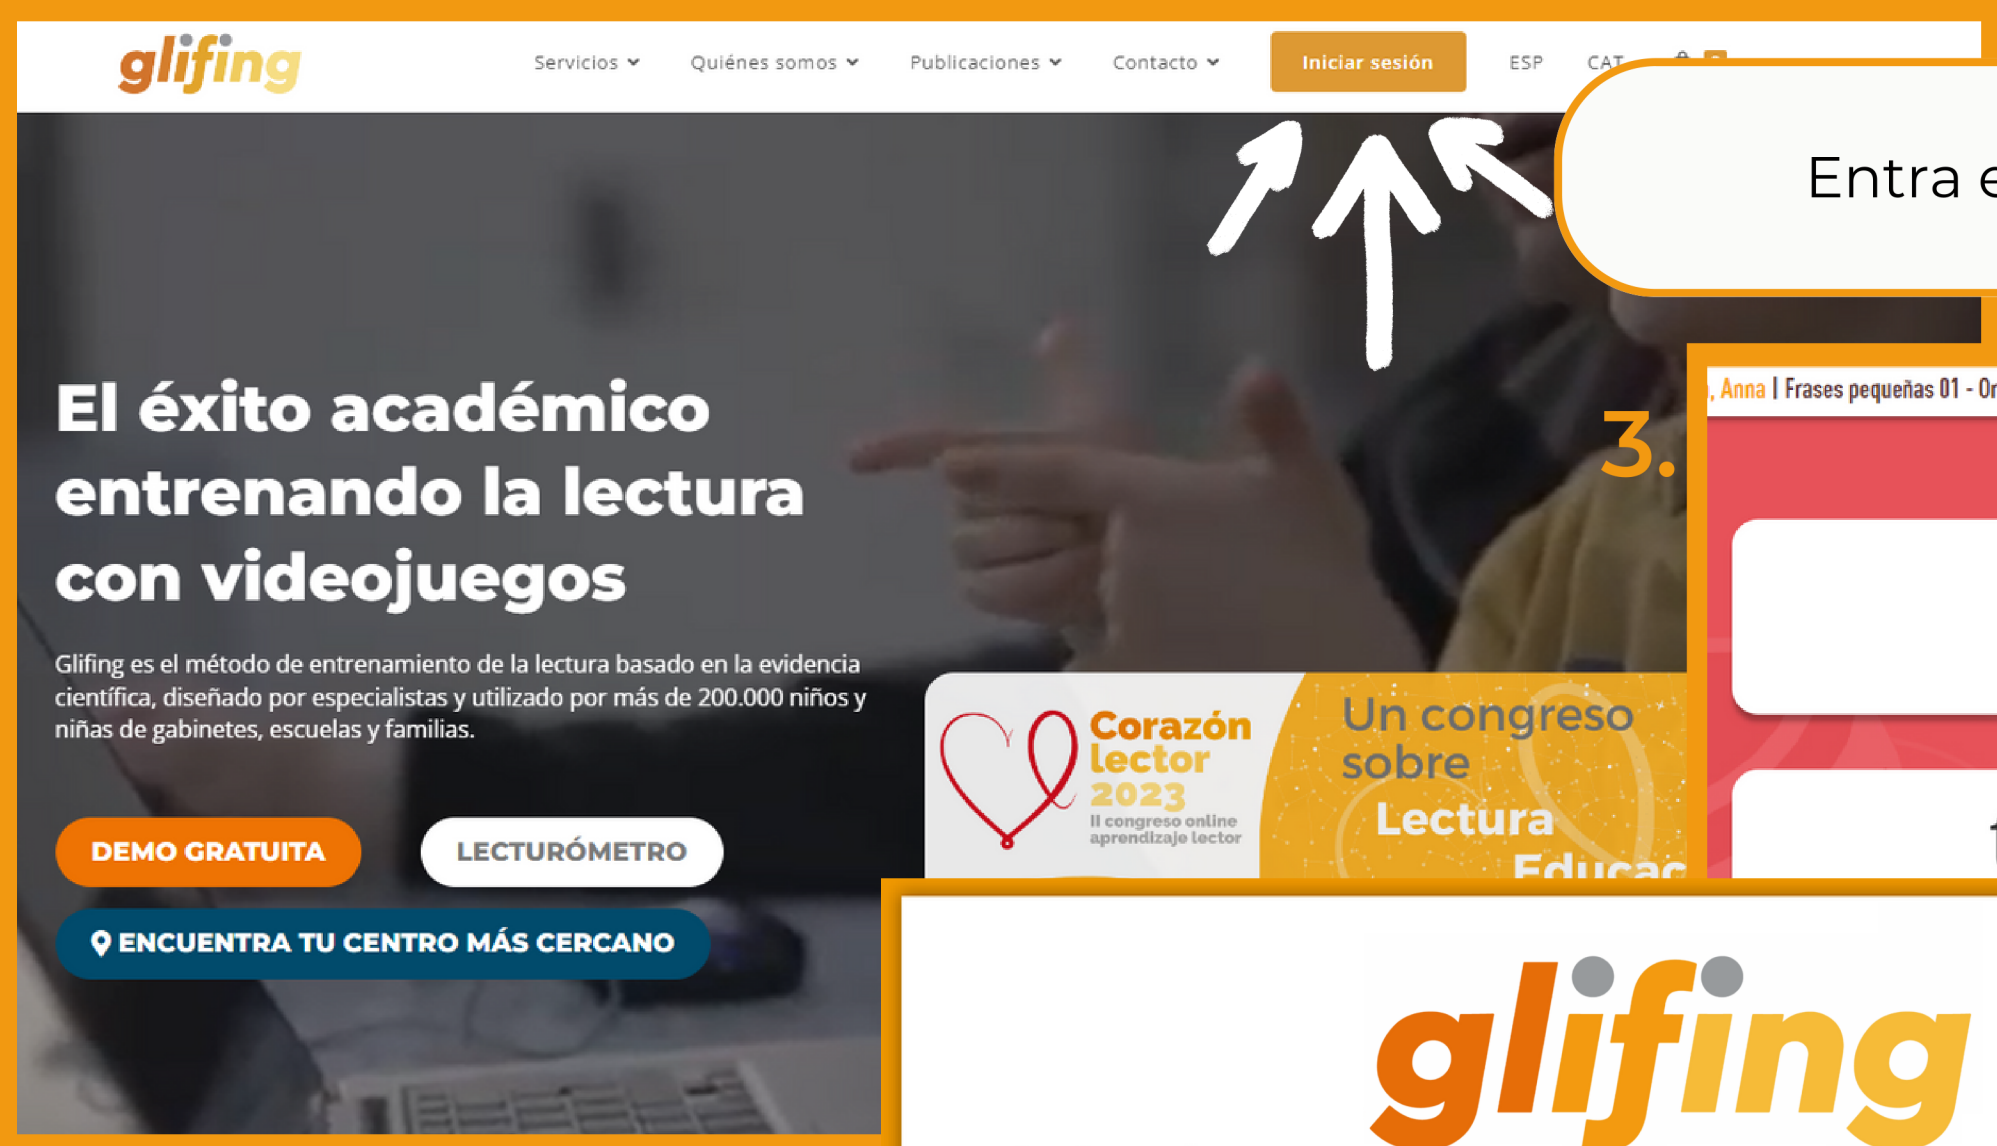 glifing
Servicios
Quiénes somos
Publicaciones
Contacto
Iniciar sesión
ESP
CAT
Entra
El éxito académico
entrenando la lectura
con videojuegos
Glifing es el método de entrenamiento de la lectura basado en la evidencia
científica, diseñado por especialistas y utilizado por más de 200.000 niños y
niñas de gabinetes, escuelas y familias.
DEMO GRATUITA
LECTURÓMETRO
ENCUENTRA TU CENTRO MÁS CERCANO
3.
, Anna | Frases pequeñas 01 -
Corazón
lector
2023
II congreso online
aprendizaje lector
Un congreso
sobre
Lectura
Educac
glifing